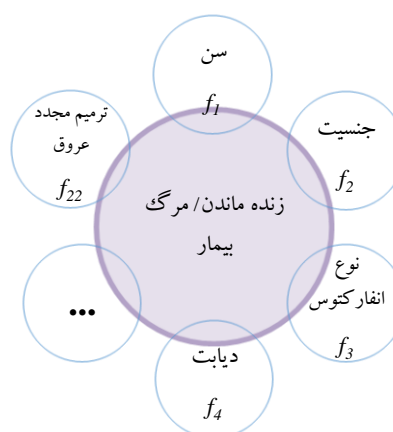 سن
f1
جنسیت
f2
نوع
انفارکتوس
f3
دیابت
f4
...
ترمیم مجدد
عروق
f22
زنده ماندن/ مرگ
بیمار